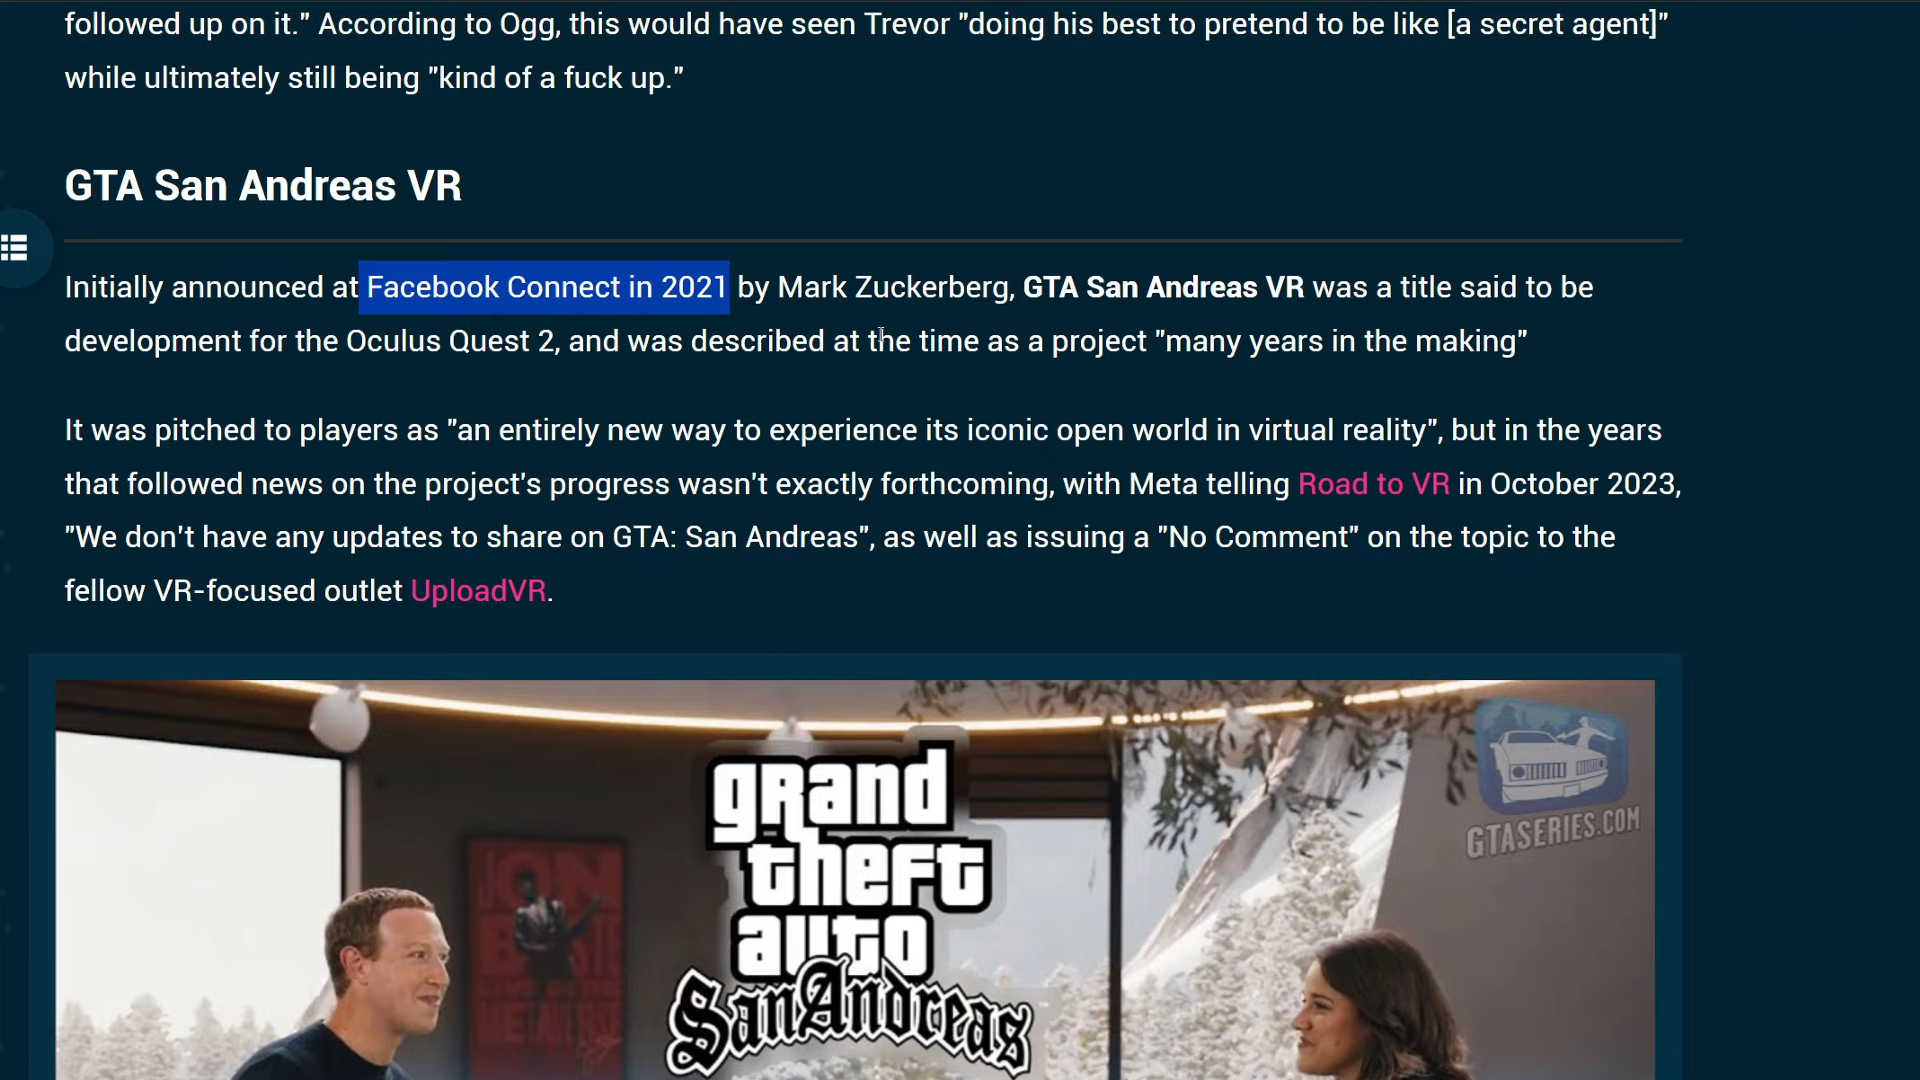 followed up on it." According to Ogg, this would have seen Trevor "doing his best to pretend to be like [a secret agent]"
while ultimately still being "kind of a fuck up."
GTA San Andreas VR
Initially announced at Facebook Connect in 2021 by Mark Zuckerberg, GTA San Andreas VR was a title said to be
development for the Oculus Quest 2, and was described at the time as a project "many years in the making"
It was pitched to players as "an entirely new way to experience its iconic open world in virtual reality", but in the years
that followed news on the project's progress wasn't exactly forthcoming, with Meta telling Road to VR in October 2023,
"We don't have any updates to share on GTA: San Andreas", as well as issuing a "No Comment" on the topic to the
fellow VR-focused outlet UploadVR.
GTASERIES.COM
grand
theft
auto
San Andreas